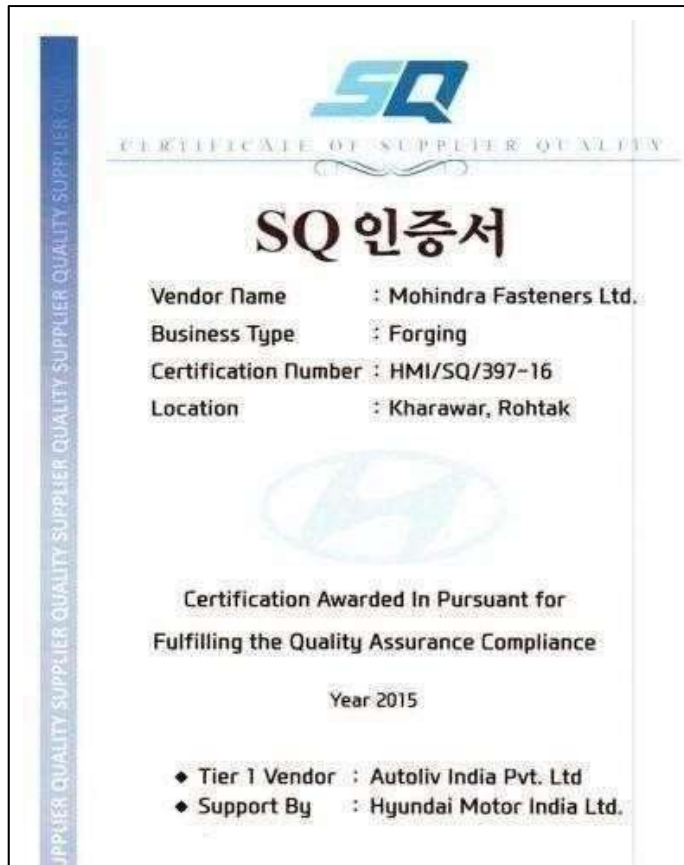 SQ
CERTIFICATE OF SUPPLIER QUALITY
SQ 인증서
Vendor Name : Mohindra Fasteners Ltd.
Business Type : Forging
Certification Number : HMI/SQ/397-16
Location : Kharawar, Rohtak
Certification Awarded In Pursuant for
Fulfilling the Quality Assurance Compliance
Year 2015
◆ Tier 1 Vendor : Autoliv India Pvt. Ltd
◆ Support By : Hyundai Motor India Ltd.
SUPPLIER QUALITY SUPPLIER QUALITY SUPPLIER QUALITY SUPPLIER